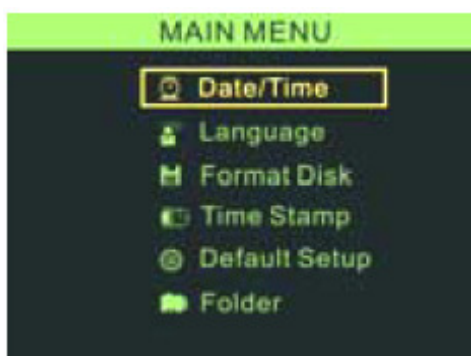 MAIN MENU
Date/Time
Language
Format Disk
Time Stamp
Default Setup
Folder